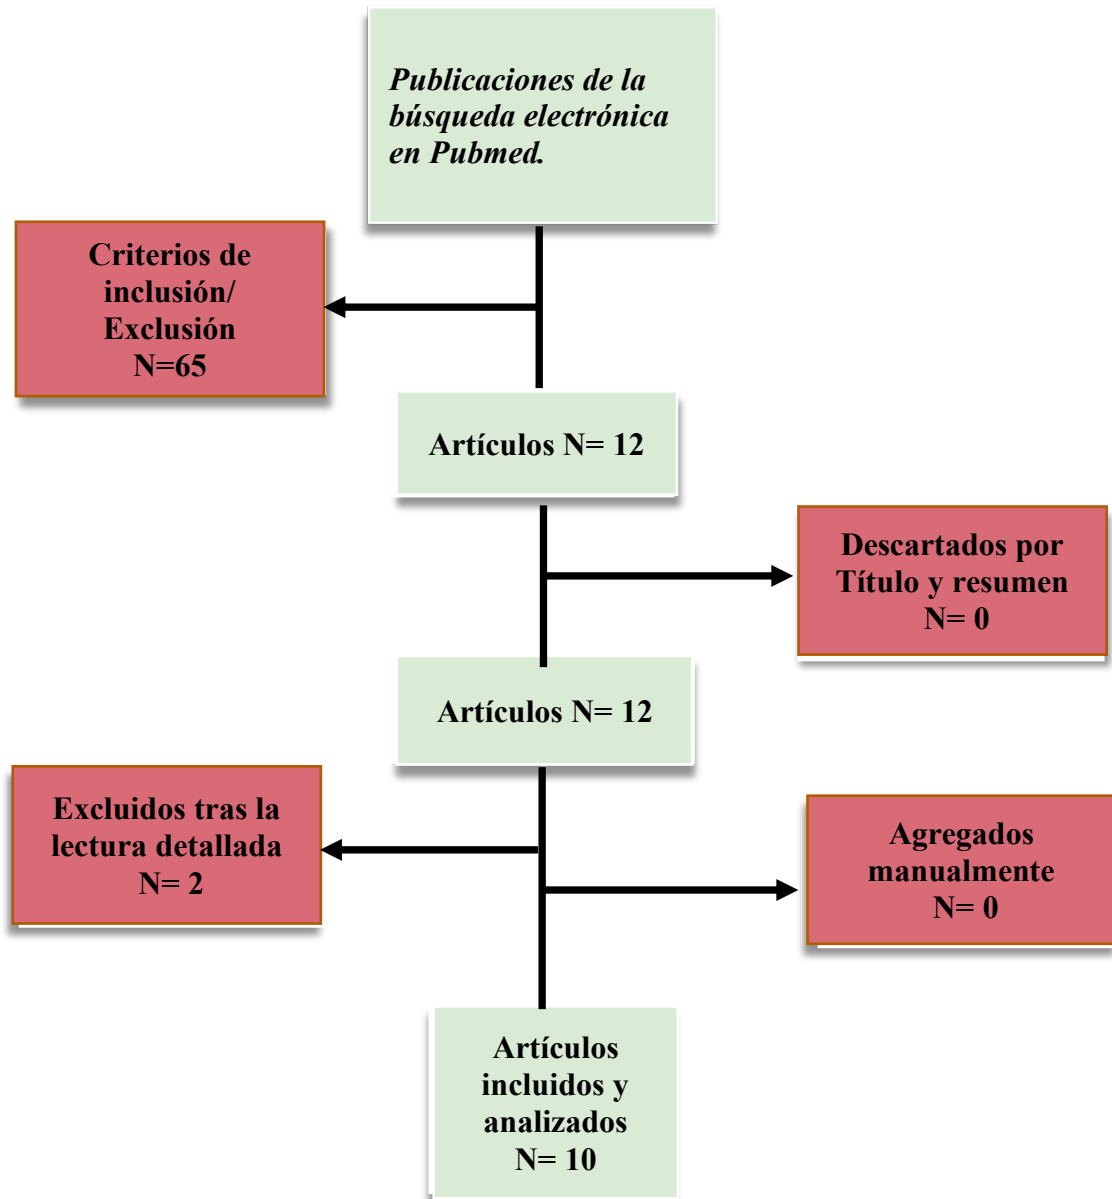 Publicaciones de la
búsqueda electrónica
en Pubmed.
Criterios de
inclusión/
Exclusión
N=65
Artículos N= 12
Descartados por
Título y resumen
N= 0
Artículos N= 12
Excluidos tras la
lectura detallada
N= 2
Agregados
manualmente
N= 0
Artículos
incluidos y
analizados
N= 10